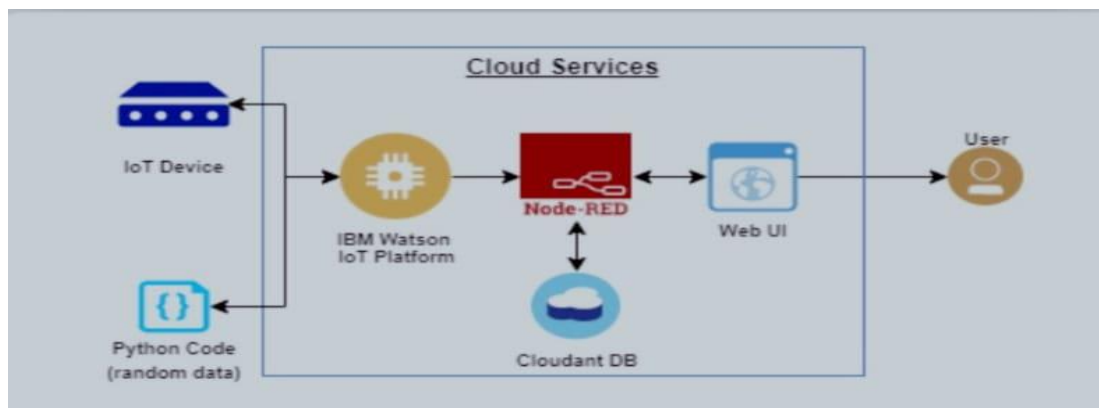 Cloud Services
IoT Device
User
Node-RED
Web UI
IBM Watson
IoT Platform
{ }
Python Code
(random data)
Cloudant DB